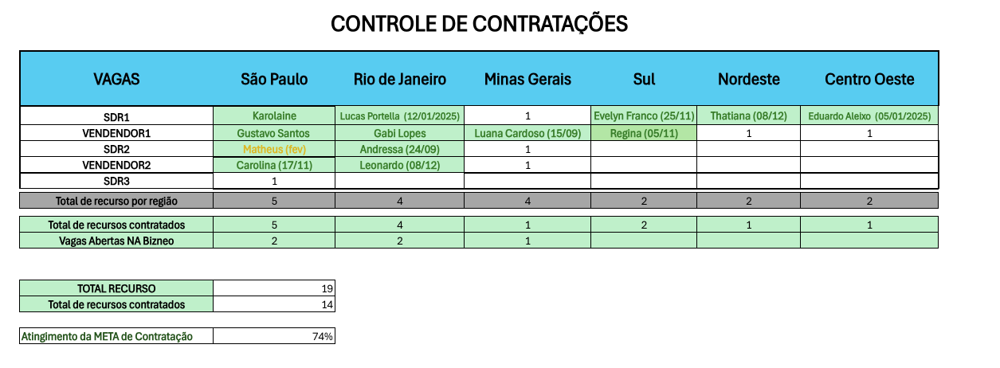 CONTROLE DE CONTRATAÇÕES
VAGAS São Paulo Rio de Janeiro Minas Gerais Sul Nordeste Centro Oeste
SDR1 Karolaine Lucas Portella (12/01/2025) 1 Evelyn Franco (25/11) Thatiana (08/12) Eduardo Aleixo (05/01/2025)
VENDENDOR1 Gustavo Santos Gabi Lopes Luana Cardoso (15/09) Regina (05/11) 1 1
SDR2 Matheus (fev) Andressa (24/09) 1
VENDENDOR2 Carolina (17/11) Leonardo (08/12) 1
SDR3 1
Total de recurso por região 5 4 4 2 2 2
Total de recursos contratados 5 4 1 2 1 1
Vagas Abertas NA Bizneo 2 2 1
TOTAL RECURSO 19
Total de recursos contratados 14
Atingimento da META de Contratação 74%